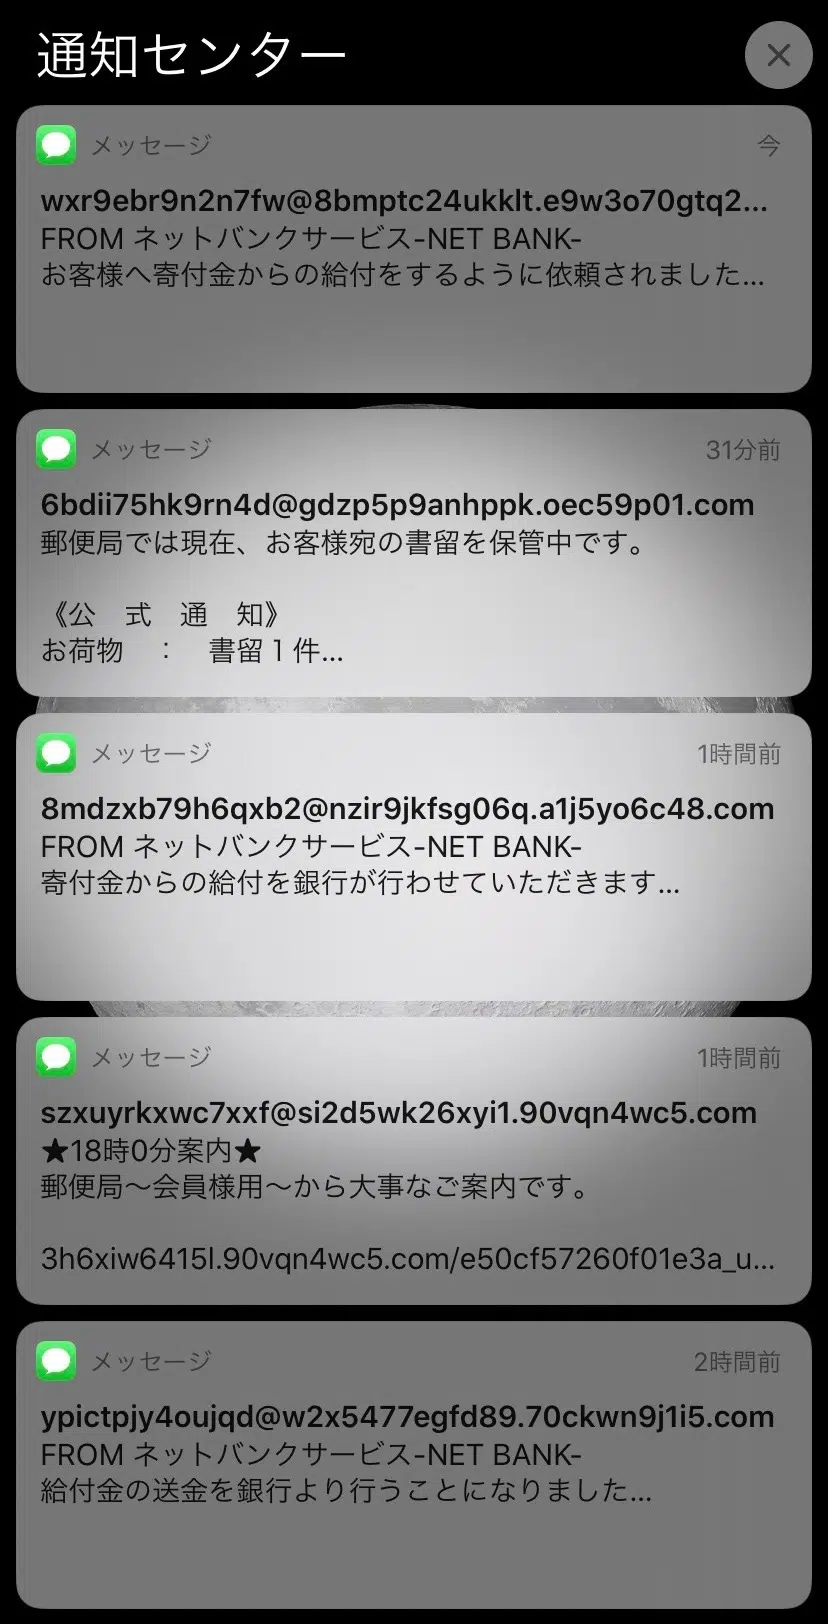 通知センター
メッセージ
今
wxr9ebr9n2n7fw@8bmptc24ukklt.e9w3o70gtq2...
FROM ネットバンクサービス-NET BANK-
お客様へ寄付金からの給付をするように依頼されました...
メッセージ
31分前
6bdii75hk9rn4d@gdzp5p9anhppk.oec59p01.com
郵便局では現在、お客様宛の書留を保管中です。
《公　式　通　知》
お荷物　：　書留１件...
メッセージ
1時間前
8mdzxb79h6qxb2@nzir9jkfsg06q.a1j5yo6c48.com
FROM ネットバンクサービス-NET BANK-
寄付金からの給付を銀行が行わせていただきます...
メッセージ
1時間前
szxuyrkxwc7xxf@si2d5wk26xyi1.90vqn4wc5.com
★18時0分案内★
郵便局〜会員様用〜から大事なご案内です。
3h6xiw6415l.90vqn4wc5.com/e50cf57260f01e3a_u...
メッセージ
2時間前
ypictpjy4oujqd@w2x5477egfd89.70ckwn9j1i5.com
FROM ネットバンクサービス-NET BANK-
給付金の送金を銀行より行うことになりました...